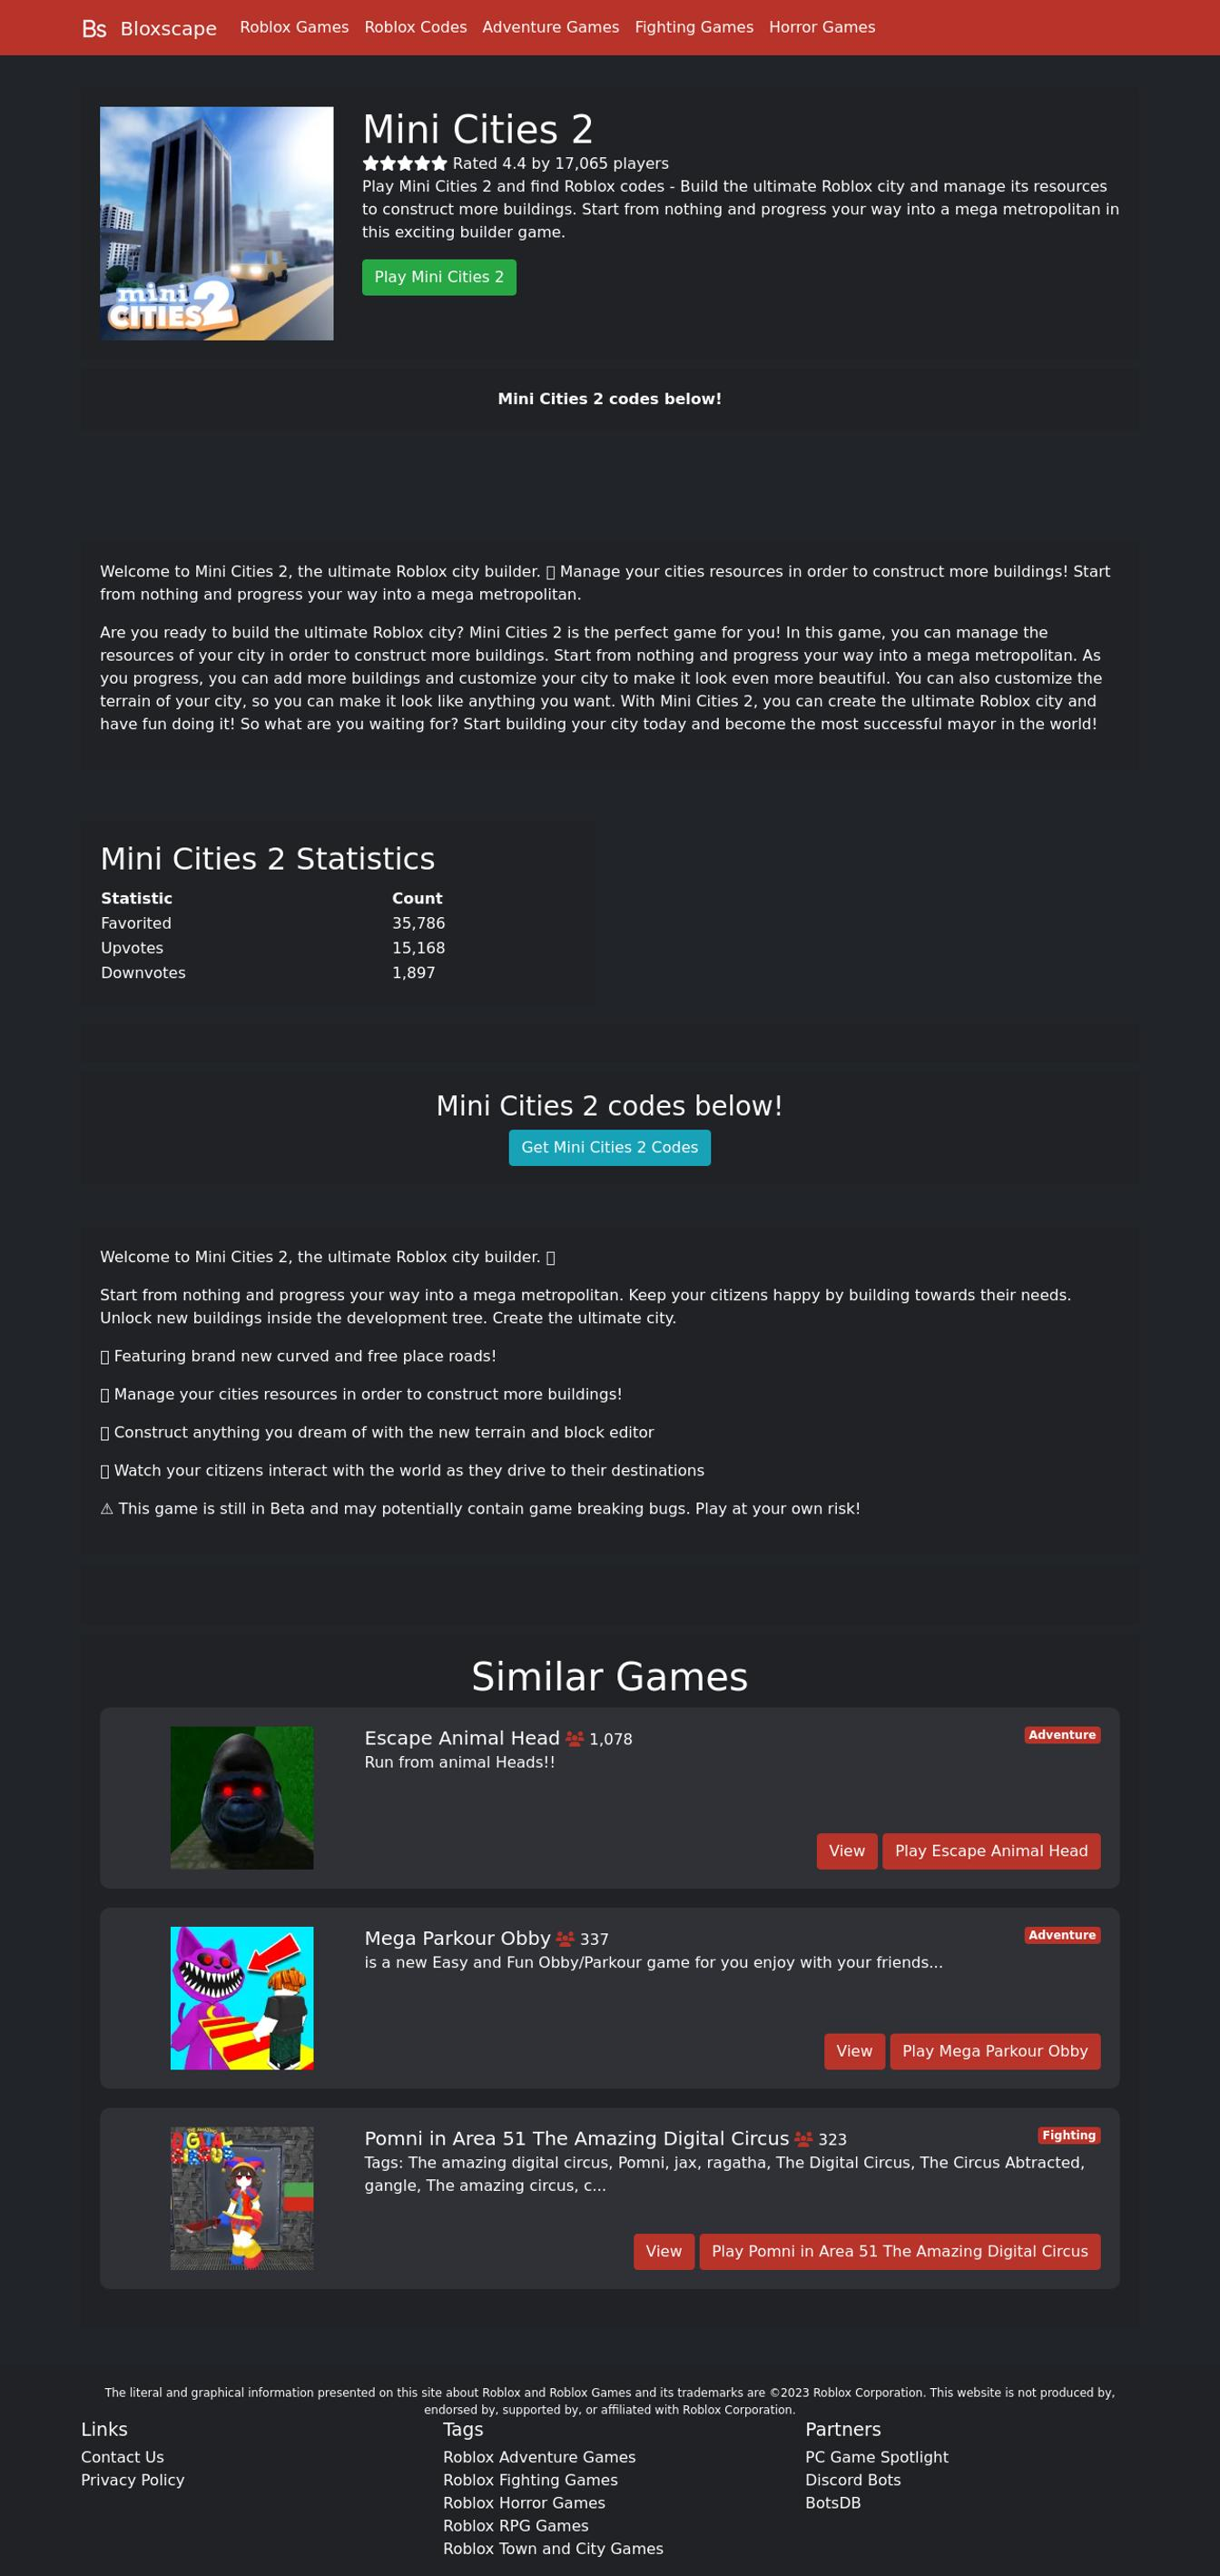 Bs Bloxscape Roblox Games Roblox Codes Adventure Games Fighting Games Horror Games
mini
CITIES 2
Mini Cities 2
Rated 4.4 by 17,065 players
Play Mini Cities 2 and find Roblox codes - Build the ultimate Roblox city and manage its resources
to construct more buildings. Start from nothing and progress your way into a mega metropolitan in
this exciting builder game.
Play Mini Cities 2
Mini Cities 2 codes below!
Welcome to Mini Cities 2, the ultimate Roblox city builder. Manage your cities resources in order to construct more buildings! Start
from nothing and progress your way into a mega metropolitan.
Are you ready to build the ultimate Roblox city? Mini Cities 2 is the perfect game for you! In this game, you can manage the
resources of your city in order to construct more buildings. Start from nothing and progress your way into a mega metropolitan. As
you progress, you can add more buildings and customize your city to make it look even more beautiful. You can also customize the
terrain of your city, so you can make it look like anything you want. With Mini Cities 2, you can create the ultimate Roblox city and
have fun doing it! So what are you waiting for? Start building your city today and become the most successful mayor in the world!
Mini Cities 2 Statistics
Statistic Count
Favorited 35,786
Upvotes 15,168
Downvotes 1,897
Mini Cities 2 codes below!
Get Mini Cities 2 Codes
Welcome to Mini Cities 2, the ultimate Roblox city builder.
Start from nothing and progress your way into a mega metropolitan. Keep your citizens happy by building towards their needs.
Unlock new buildings inside the development tree. Create the ultimate city.
Featuring brand new curved and free place roads!
Manage your cities resources in order to construct more buildings!
Construct anything you dream of with the new terrain and block editor
Watch your citizens interact with the world as they drive to their destinations
⚠ This game is still in Beta and may potentially contain game breaking bugs. Play at your own risk!
Similar Games
Escape Animal Head 1,078 Adventure
Run from animal Heads!!
View Play Escape Animal Head
Mega Parkour Obby 337 Adventure
is a new Easy and Fun Obby/Parkour game for you enjoy with your friends...
View Play Mega Parkour Obby
DIGITAL
Pomni in Area 51 The Amazing Digital Circus 323 Fighting
Tags: The amazing digital circus, Pomni, jax, ragatha, The Digital Circus, The Circus Abtracted,
gangle, The amazing circus, c...
View Play Pomni in Area 51 The Amazing Digital Circus
The literal and graphical information presented on this site about Roblox and Roblox Games and its trademarks are ©2023 Roblox Corporation. This website is not produced by,
endorsed by, supported by, or affiliated with Roblox Corporation.
Links
Contact Us
Privacy Policy
Tags
Roblox Adventure Games
Roblox Fighting Games
Roblox Horror Games
Roblox RPG Games
Roblox Town and City Games
Partners
PC Game Spotlight
Discord Bots
BotsDB